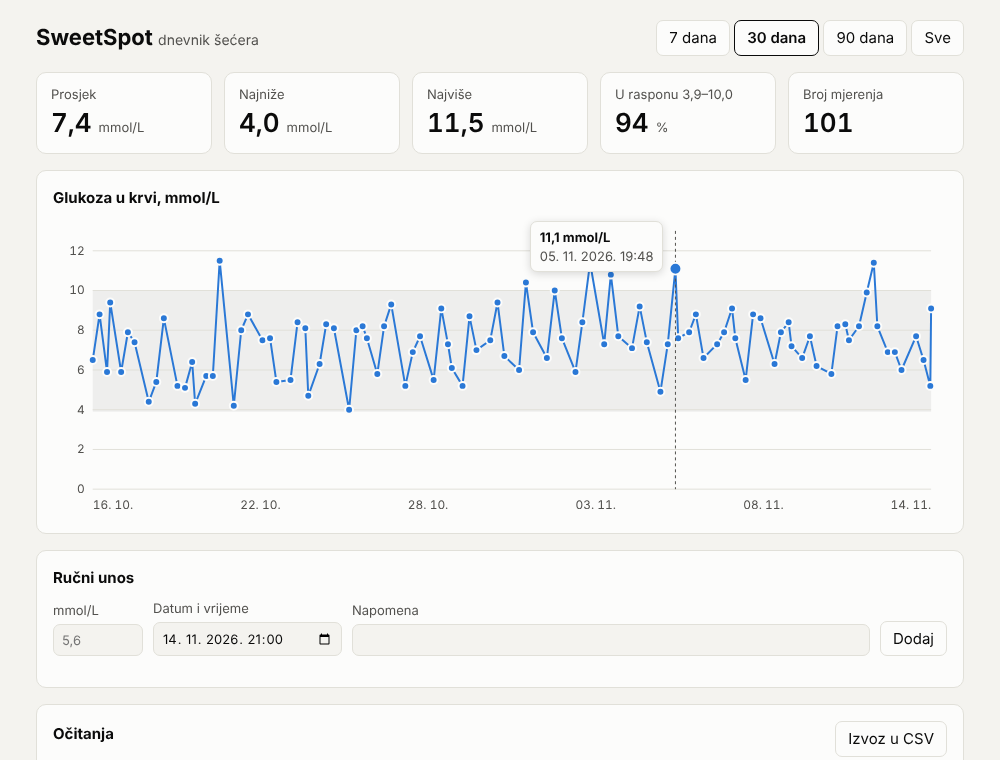 SweetSpot dnevnik šećera
7 dana
30 dana
90 dana
Sve
Prosjek
7,4 mmol/L
Najniže
4,0 mmol/L
Najviše
11,5 mmol/L
U rasponu 3,9–10,0
94 %
Broj mjerenja
101
Glukoza u krvi, mmol/L
11,1 mmol/L
05. 11. 2026. 19:48
12
10
8
6
4
2
0
16. 10.
22. 10.
28. 10.
03. 11.
08. 11.
14. 11.
Ručni unos
mmol/L
Datum i vrijeme
Napomena
5,6
14. 11. 2026. 21:00
Dodaj
Očitanja
Izvoz u CSV